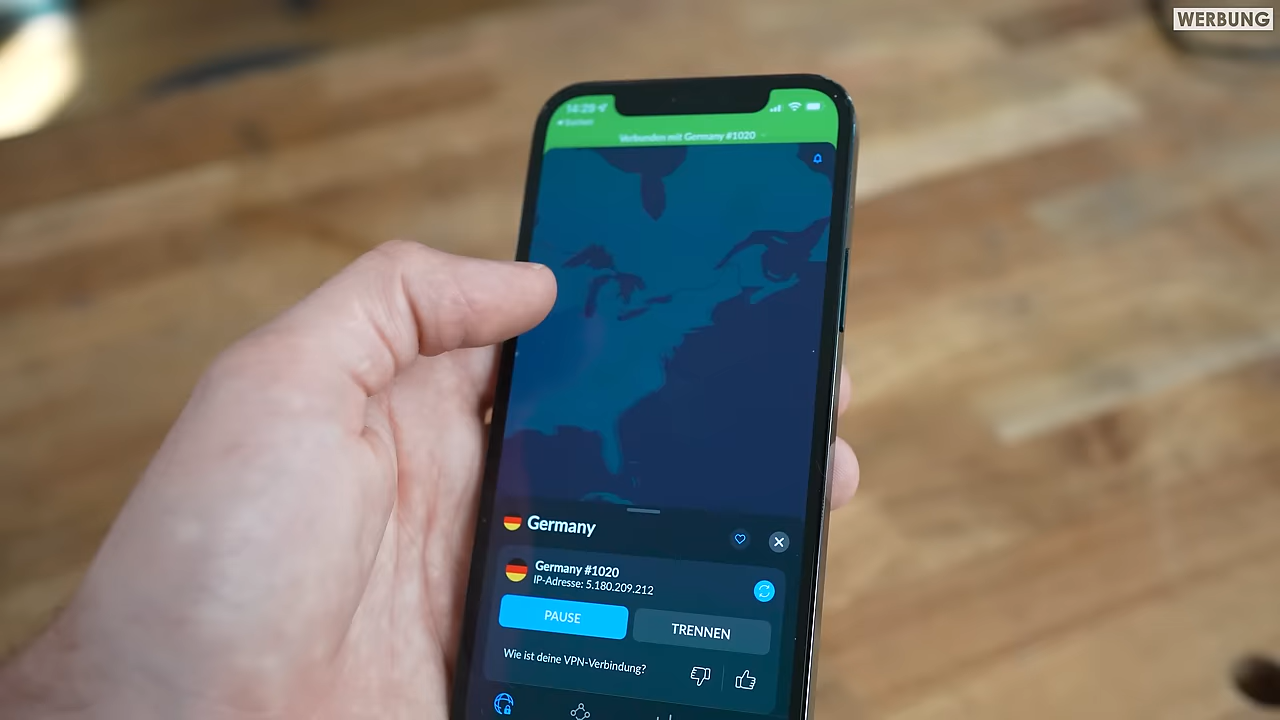 WERBUNG
14:29
Verbunden mit Germany #1020
Germany
Germany #1020
IP-Adresse: 5.180.209.212
PAUSE
TRENNEN
Wie ist deine VPN-Verbindung?